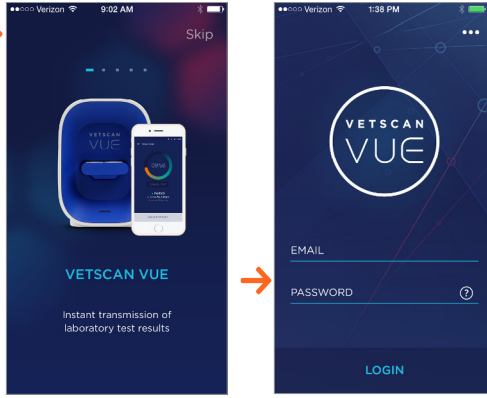 Verizon 9:02 AM
Skip
VETSCAN
VUE
VETSCAN VUE
Instant transmission of
laboratory test results
Verizon 1:38 PM
VETSCAN
VUE
EMAIL
PASSWORD ?
LOGIN